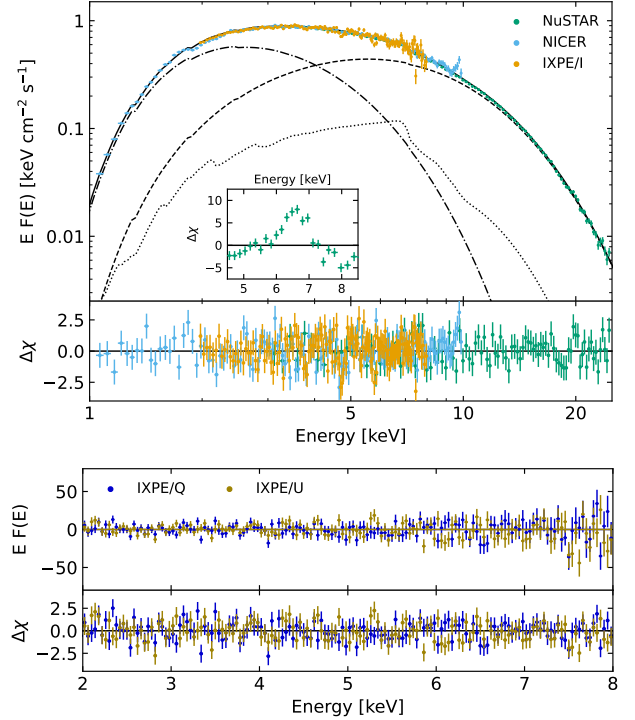 NuSTAR
NICER
IXPE/I
E F(E) [keV cm⁻² s⁻¹]
1
0.1
0.01
Energy [keV]
Δχ
10
5
0
−5
5 6 7 8
Δχ
2.5
0.0
−2.5
1 5 10 20
Energy [keV]
IXPE/Q IXPE/U
E F(E)
50
0
−50
Δχ
2.5
0.0
−2.5
2 3 4 5 6 7 8
Energy [keV]